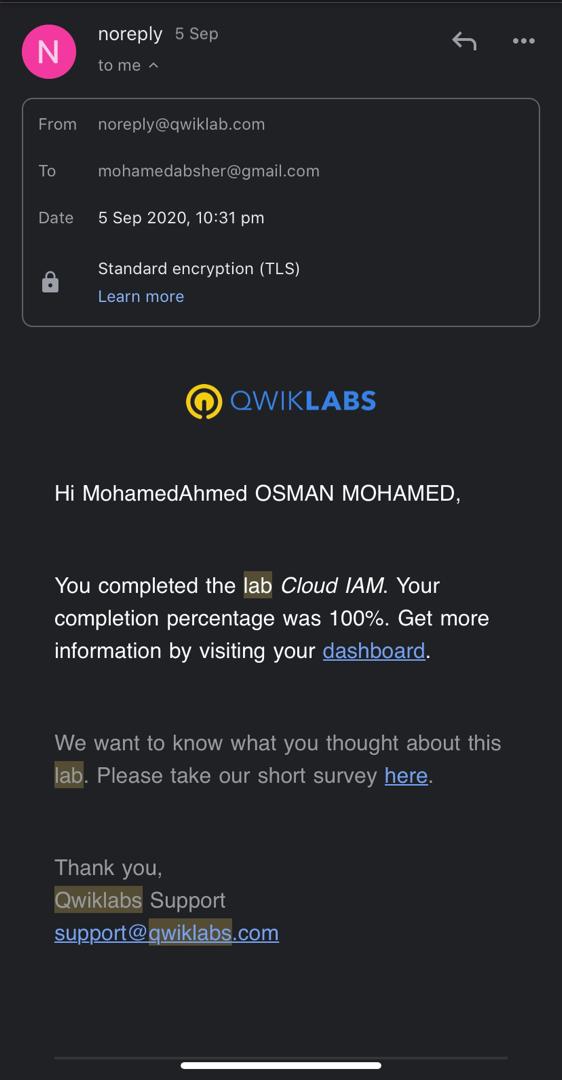 N
noreply 5 Sep
to me
From noreply@qwiklab.com
To mohamedabsher@gmail.com
Date 5 Sep 2020, 10:31 pm
Standard encryption (TLS)
Learn more
QWIKLABS
Hi MohamedAhmed OSMAN MOHAMED,
You completed the lab Cloud IAM. Your
completion percentage was 100%. Get more
information by visiting your dashboard.
We want to know what you thought about this
lab. Please take our short survey here.
Thank you,
Qwiklabs Support
support@qwiklabs.com